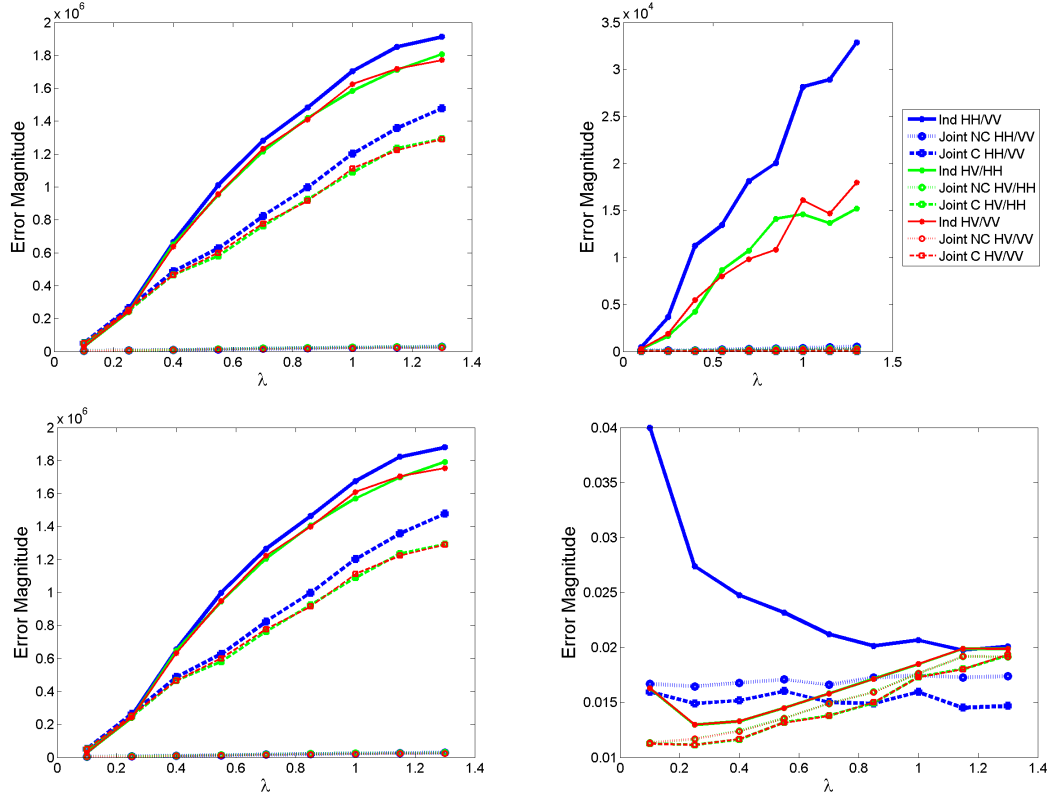 x 10^6
2
1.8
1.6
1.4
1.2
1
0.8
0.6
0.4
0.2
0
Error Magnitude
0 0.2 0.4 0.6 0.8 1 1.2 1.4
λ
x 10^4
3.5
3
2.5
2
1.5
1
0.5
0
Error Magnitude
0 0.5 1 1.5
λ
Ind HH/VV
Joint NC HH/VV
Joint C HH/VV
Ind HV/HH
Joint NC HV/HH
Joint C HV/HH
Ind HV/VV
Joint NC HV/VV
Joint C HV/VV
x 10^6
2
1.8
1.6
1.4
1.2
1
0.8
0.6
0.4
0.2
0
Error Magnitude
0 0.2 0.4 0.6 0.8 1 1.2 1.4
λ
0.04
0.035
0.03
0.025
0.02
0.015
0.01
Error Magnitude
0 0.2 0.4 0.6 0.8 1 1.2 1.4
λ